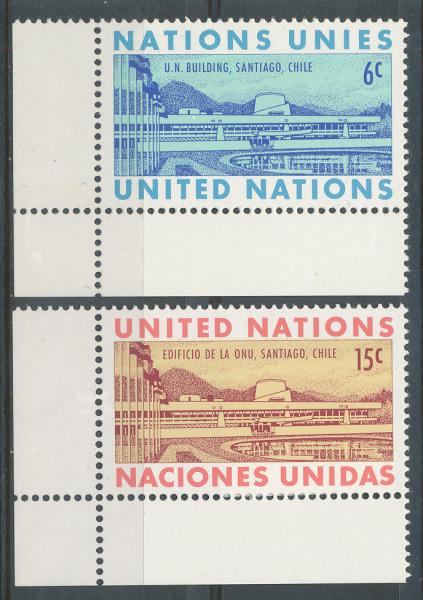 NATIONS UNIES
U.N. BUILDING, SANTIAGO, CHILE
6c
UNITED NATIONS
UNITED NATIONS
EDIFICIO DE LA ONU, SANTIAGO, CHILE
15c
NACIONES UNIDAS